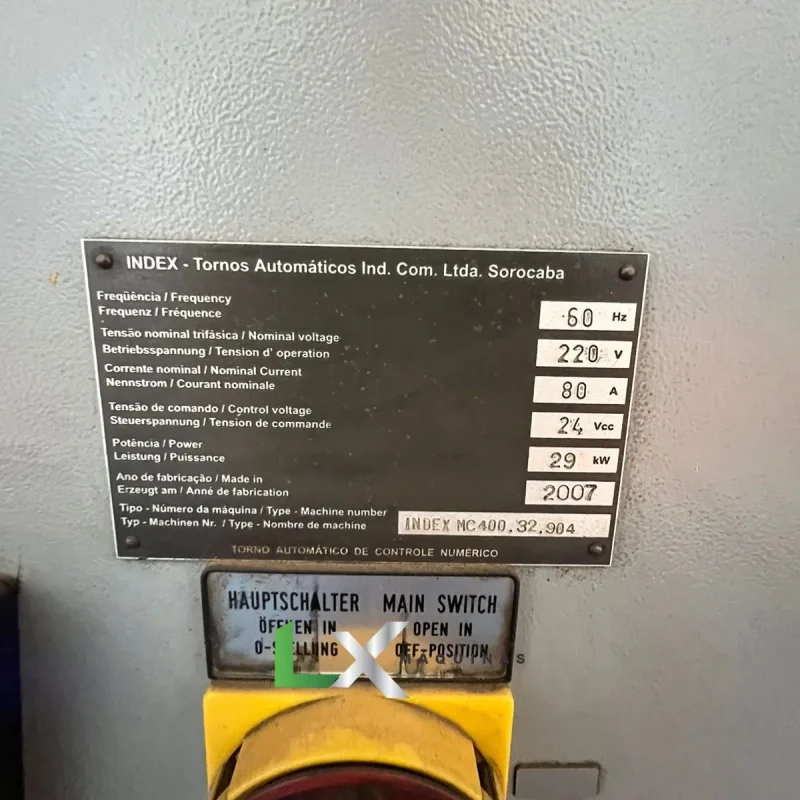 INDEX - Tornos Automáticos Ind. Com. Ltda. Sorocaba
Freqüência / Frequency
Frequenz / Fréquence
60 Hz
Tensão nominal trifásica / Nominal voltage
Betriebsspannung / Tension d' operation
220 V
Corrente nominal / Nominal Current
Nennstrom / Courant nominale
80 A
Tensão de comando / Control voltage
Steuerspannung / Tension de commande
24 Vcc
Potência / Power
Leistung / Puissance
29 kW
Ano de fabricação / Made in
Erzeugt am / Anné de fabrication
2007
Tipo - Número da máquina / Type - Machine number
Typ - Machinen Nr. / Type - Nombre de machine
INDEX MC400.32.904
TORNO AUTOMÁTICO DE CONTROLE NUMÉRICO
HAUPTSCHALTER MAIN SWITCH
ÖFFNEN IN OPEN IN
0-STELLUNG OFF-POSITION
LX MÁQUINAS